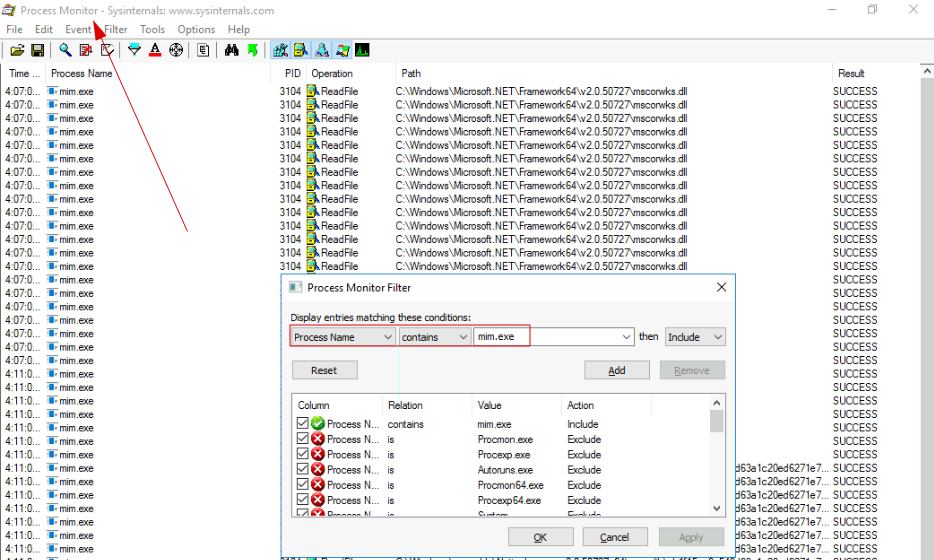 Process Monitor - Sysinternals: www.sysinternals.com
File Edit Event Filter Tools Options Help
Time ... Process Name PID Operation Path Result
4:07:0... mim.exe 3104 ReadFile C:\Windows\Microsoft.NET\Framework64\v2.0.50727\mscorwks.dll SUCCESS
4:07:0... mim.exe 3104 ReadFile C:\Windows\Microsoft.NET\Framework64\v2.0.50727\mscorwks.dll SUCCESS
4:07:0... mim.exe 3104 ReadFile C:\Windows\Microsoft.NET\Framework64\v2.0.50727\mscorwks.dll SUCCESS
4:07:0... mim.exe 3104 ReadFile C:\Windows\Microsoft.NET\Framework64\v2.0.50727\mscorwks.dll SUCCESS
4:07:0... mim.exe 3104 ReadFile C:\Windows\Microsoft.NET\Framework64\v2.0.50727\mscorwks.dll SUCCESS
4:07:0... mim.exe 3104 ReadFile C:\Windows\Microsoft.NET\Framework64\v2.0.50727\mscorwks.dll SUCCESS
4:07:0... mim.exe 3104 ReadFile C:\Windows\Microsoft.NET\Framework64\v2.0.50727\mscorwks.dll SUCCESS
4:07:0... mim.exe 3104 ReadFile C:\Windows\Microsoft.NET\Framework64\v2.0.50727\mscorwks.dll SUCCESS
4:07:0... mim.exe 3104 ReadFile C:\Windows\Microsoft.NET\Framework64\v2.0.50727\mscorwks.dll SUCCESS
4:07:0... mim.exe 3104 ReadFile C:\Windows\Microsoft.NET\Framework64\v2.0.50727\mscorwks.dll SUCCESS
4:07:0... mim.exe 3104 ReadFile C:\Windows\Microsoft.NET\Framework64\v2.0.50727\mscorwks.dll SUCCESS
4:07:0... mim.exe 3104 ReadFile C:\Windows\Microsoft.NET\Framework64\v2.0.50727\mscorwks.dll SUCCESS
4:07:0... mim.exe 3104 ReadFile C:\Windows\Microsoft.NET\Framework64\v2.0.50727\mscorwks.dll SUCCESS
4:07:0... mim.exe 3104 ReadFile C:\Windows\Microsoft.NET\Framework64\v2.0.50727\mscorwks.dll SUCCESS
4:07:0... mim.exe SUCCESS
4:07:0... mim.exe SUCCESS
4:07:0... mim.exe SUCCESS
4:07:0... mim.exe SUCCESS
4:07:0... mim.exe SUCCESS
4:07:0... mim.exe SUCCESS
4:07:0... mim.exe SUCCESS
4:11:0... mim.exe SUCCESS
4:11:0... mim.exe SUCCESS
4:11:0... mim.exe SUCCESS
4:11:0... mim.exe SUCCESS
4:11:0... mim.exe SUCCESS
4:11:0... mim.exe SUCCESS
4:11:0... mim.exe SUCCESS
4:11:0... mim.exe d63a1c20ed6271e7... SUCCESS
4:11:0... mim.exe d63a1c20ed6271e7... SUCCESS
4:11:0... mim.exe d63a1c20ed6271e7... SUCCESS
4:11:0... mim.exe d63a1c20ed6271e7... SUCCESS
4:11:0... mim.exe d63a1c20ed6271e7... SUCCESS
4:11:0... mim.exe d63a1c20ed6271e7... SUCCESS
4:11:0... mim.exe d63a1c20ed6271e7... SUCCESS
Process Monitor Filter
Display entries matching these conditions:
Process Name contains mim.exe then Include
Reset Add Remove
Column Relation Value Action
Process N... contains mim.exe Include
Process N... is Procmon.exe Exclude
Process N... is Procexp.exe Exclude
Process N... is Autoruns.exe Exclude
Process N... is Procmon64.exe Exclude
Process N... is Procexp64.exe Exclude
Process N... is System Exclude
OK Cancel Apply